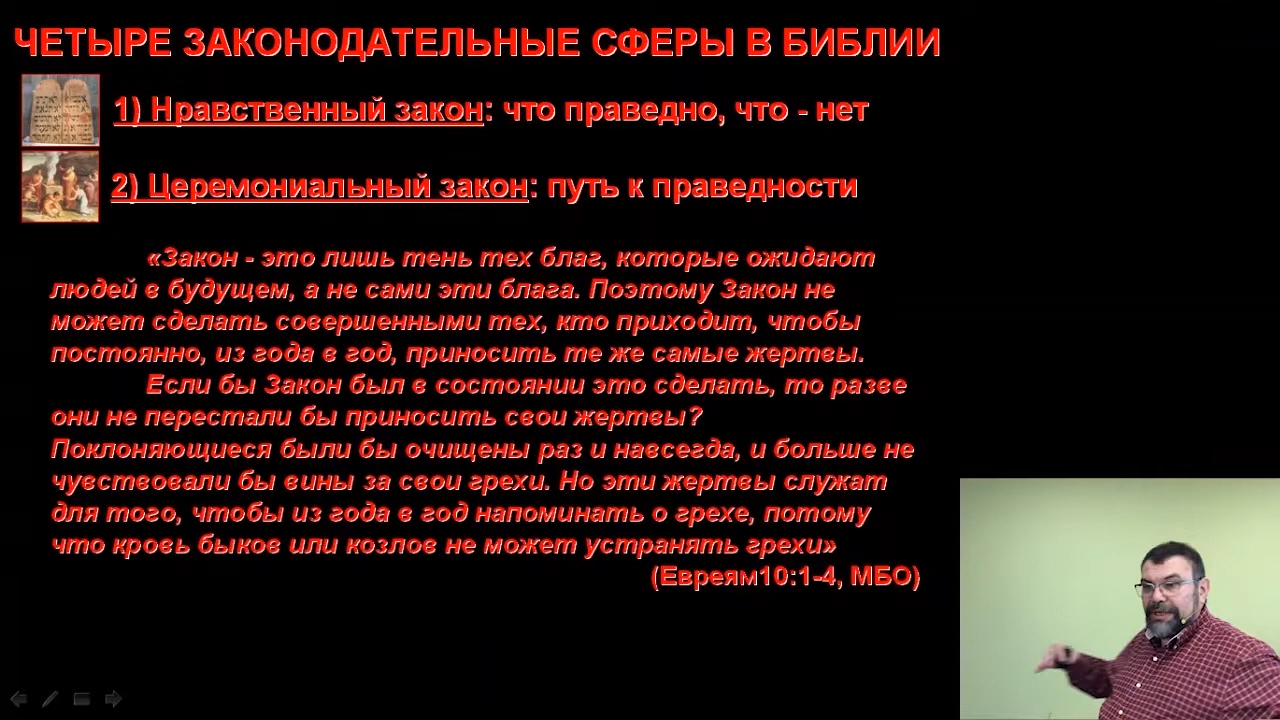 ЧЕТЫРЕ ЗАКОНОДАТЕЛЬНЫЕ СФЕРЫ В БИБЛИИ
1) Нравственный закон: что праведно, что - нет
2) Церемониальный закон: путь к праведности
«Закон - это лишь тень тех благ, которые ожидают
людей в будущем, а не сами эти блага. Поэтому Закон не
может сделать совершенными тех, кто приходит, чтобы
постоянно, из года в год, приносить те же самые жертвы.
Если бы Закон был в состоянии это сделать, то разве
они не перестали бы приносить свои жертвы?
Поклоняющиеся были бы очищены раз и навсегда, и больше не
чувствовали бы вины за свои грехи. Но эти жертвы служат
для того, чтобы из года в год напоминать о грехе, потому
что кровь быков или козлов не может устранять грехи»
(Евреям10:1-4, МБО)